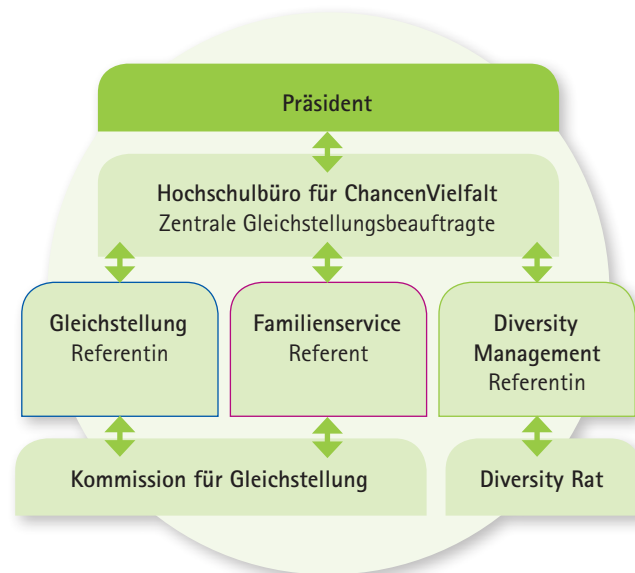 Präsident
Hochschulbüro für ChancenVielfalt
Zentrale Gleichstellungsbeauftragte
Gleichstellung
Referentin
Familienservice
Referent
Diversity
Management
Referentin
Kommission für Gleichstellung
Diversity Rat